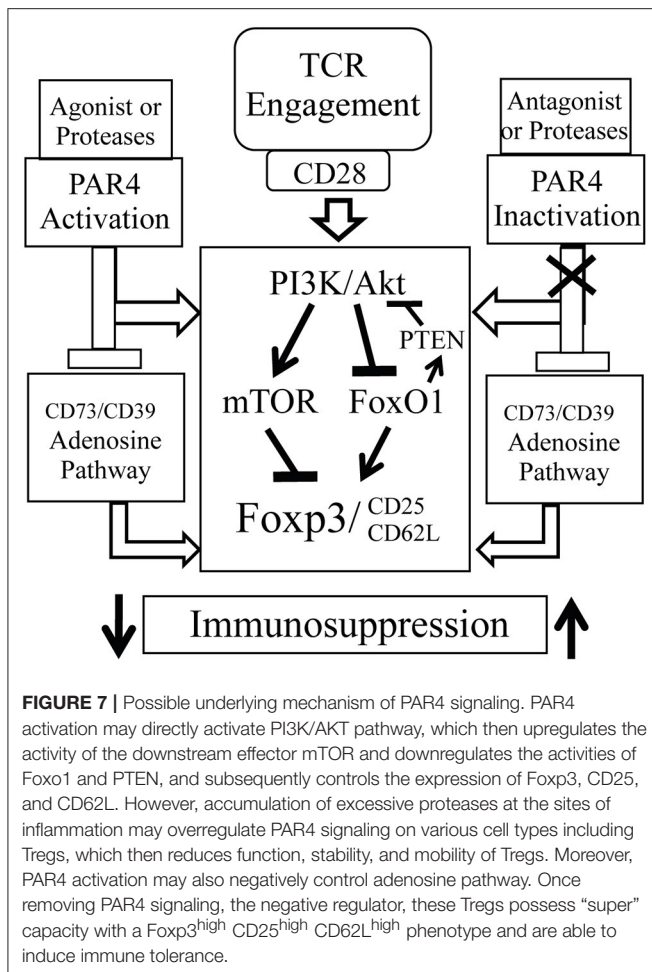 TCR
Engagement
CD28
Agonist or
Proteases
PAR4
Activation
Antagonist
or Proteases
PAR4
Inactivation
PI3K/Akt
PTEN
mTOR
FoxO1
Foxp3/
CD25
CD62L
CD73/CD39
Adenosine
Pathway
CD73/CD39
Adenosine
Pathway
Immunosuppression
FIGURE 7 | Possible underlying mechanism of PAR4 signaling. PAR4
activation may directly activate PI3K/AKT pathway, which then upregulates the
activity of the downstream effector mTOR and downregulates the activities of
Foxo1 and PTEN, and subsequently controls the expression of Foxp3, CD25,
and CD62L. However, accumulation of excessive proteases at the sites of
inflammation may overregulate PAR4 signaling on various cell types including
Tregs, which then reduces function, stability, and mobility of Tregs. Moreover,
PAR4 activation may also negatively control adenosine pathway. Once
removing PAR4 signaling, the negative regulator, these Tregs possess “super”
capacity with a Foxp3high CD25high CD62Lhigh phenotype and are able to
induce immune tolerance.